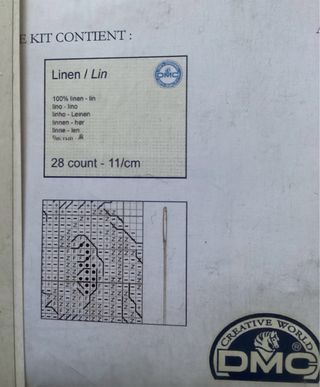 E KIT CONTIENT :
Linen / Lin
DMC
100% linen - lin
lino - lino
linho - Leinen
linnen - hør
linne - len
麻
28 count - 11/cm
CREATIVE WORLD
DMC
®